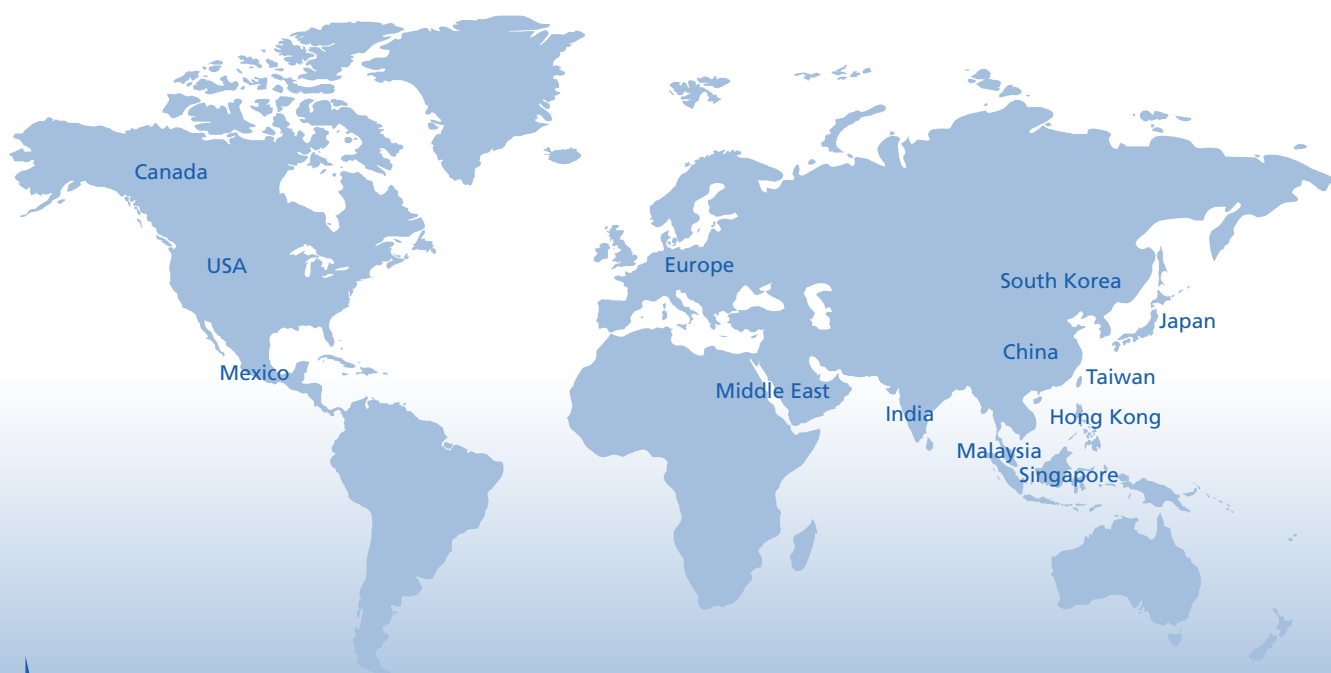 Canada
USA
Europe
South Korea
Japan
China
Mexico
Taiwan
Middle East
India
Hong Kong
Malaysia
Singapore